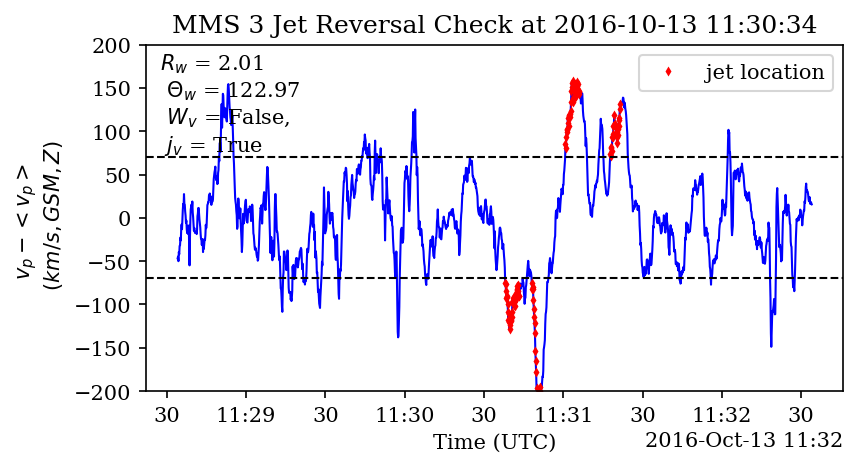 MMS 3 Jet Reversal Check at 2016-10-13 11:30:34
R_w = 2.01
Θ_w = 122.97
W_v = False,
j_v = True
jet location
v_p − < v_p >
(km/s, GSM, Z)
200
150
100
50
0
−50
−100
−150
−200
30 11:29 30 11:30 30 11:31 30 11:32 30
Time (UTC)
2016-Oct-13 11:32